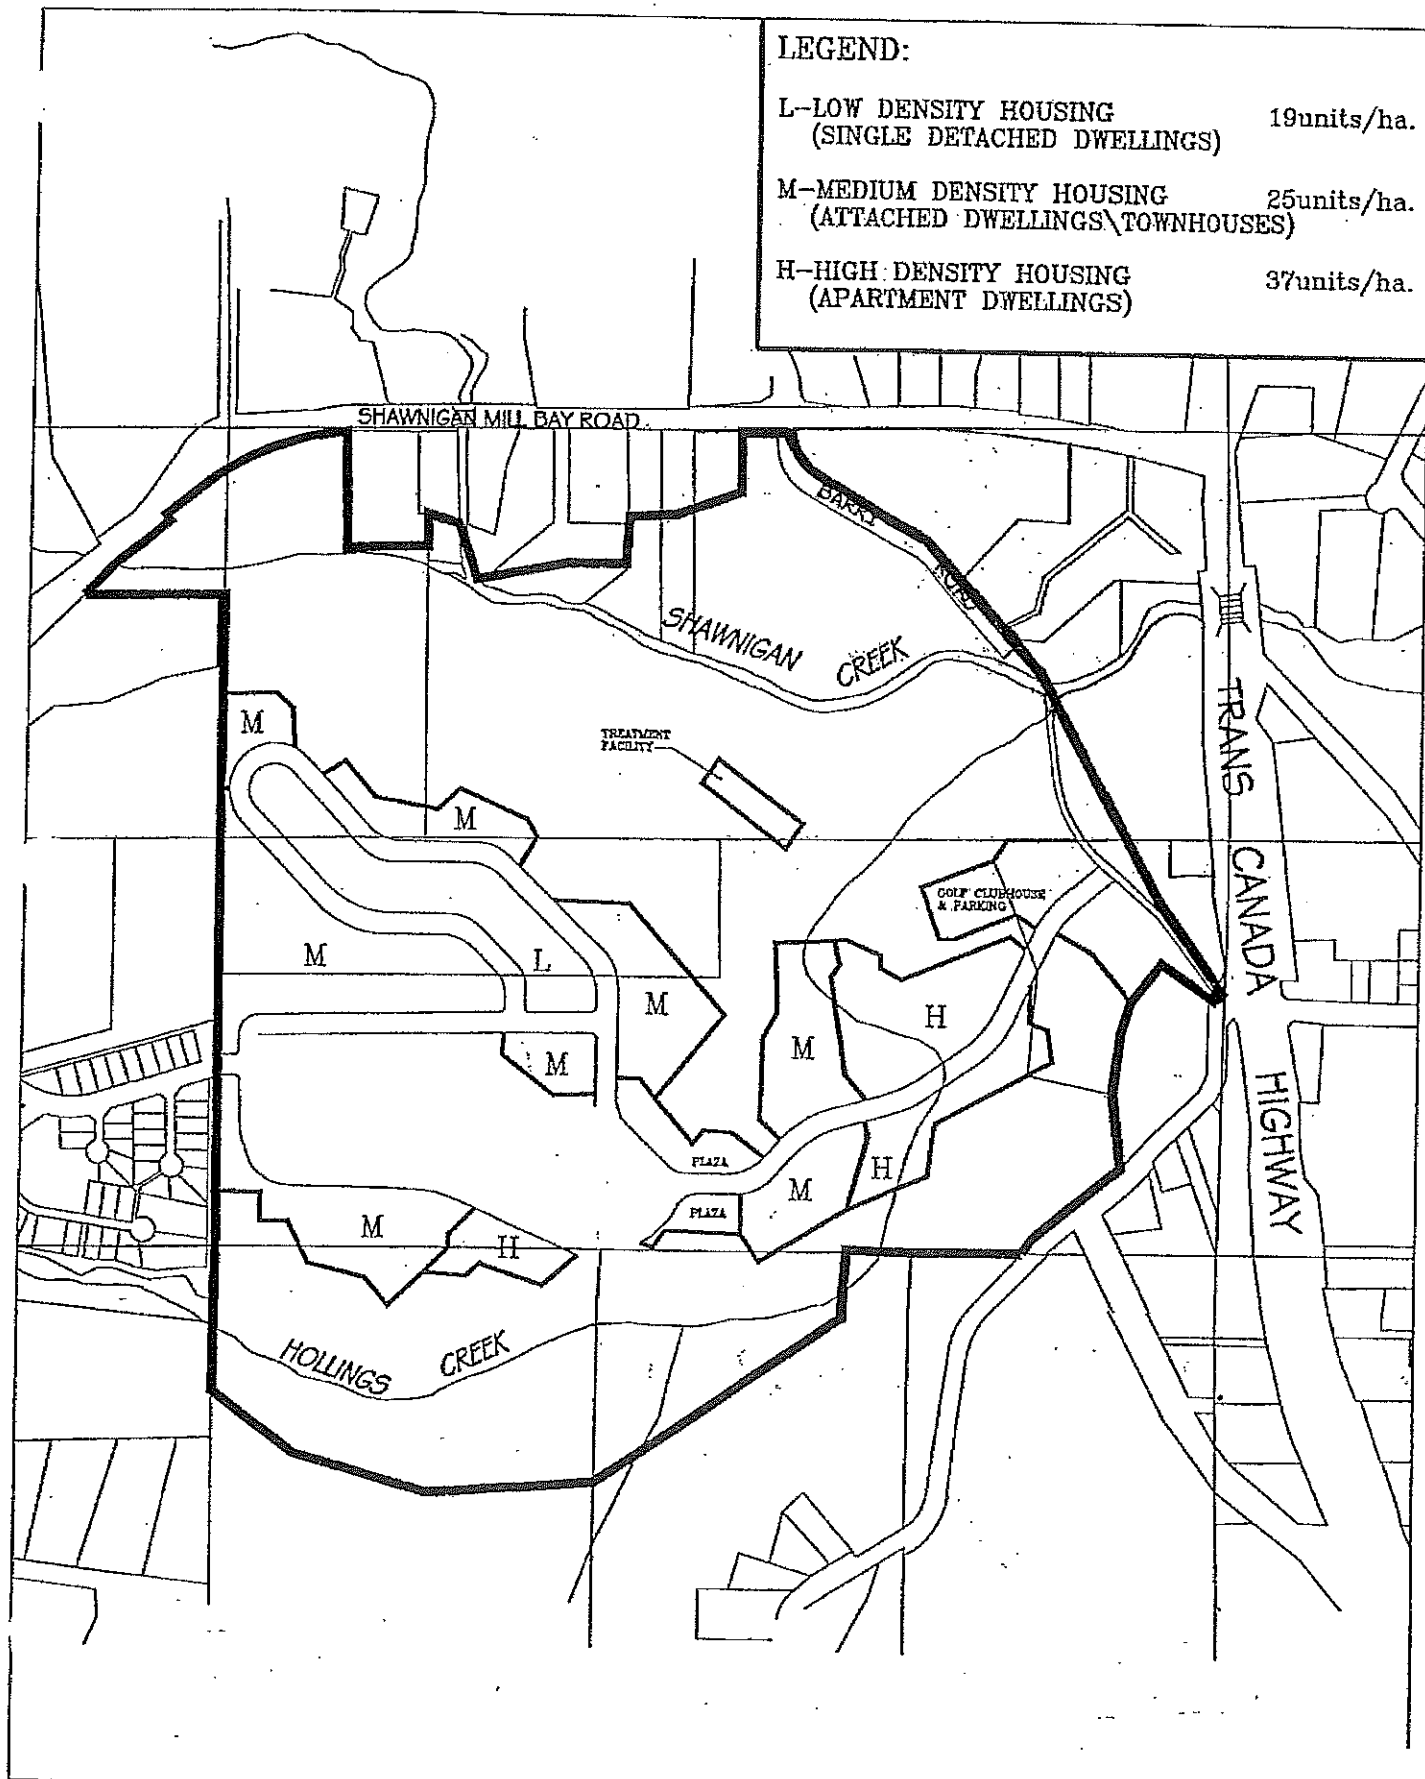 LEGEND:
L-LOW DENSITY HOUSING 19units/ha.
(SINGLE DETACHED DWELLINGS)
M-MEDIUM DENSITY HOUSING 25units/ha.
(ATTACHED DWELLINGS\TOWNHOUSES)
H-HIGH DENSITY HOUSING 37units/ha.
(APARTMENT DWELLINGS)
SHAWNIGAN MILL BAY ROAD
BARRY ROAD
SHAWNIGAN CREEK
TRANS CANADA HIGHWAY
M
TREATMENT
FACILITY
M
GOLF CLUBHOUSE
& PARKING
M
L
M
H
M
M
PLAZA
H
M
PLAZA
M
H
HOLLINGS CREEK